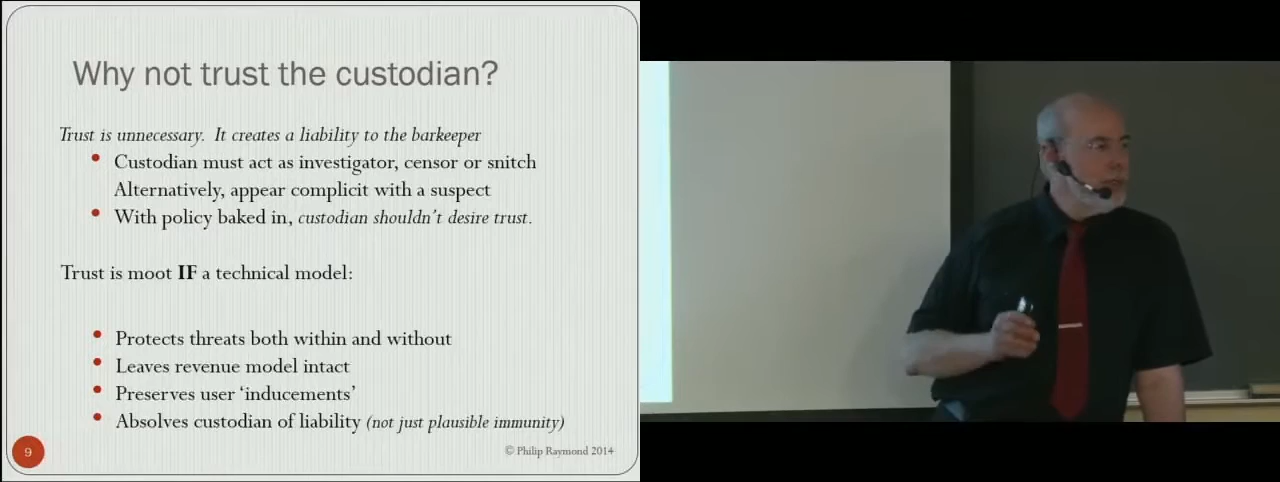 Why not trust the custodian?
Trust is unnecessary. It creates a liability to the barkeeper
• Custodian must act as investigator, censor or snitch
Alternatively, appear complicit with a suspect
• With policy baked in, custodian shouldn't desire trust.
Trust is moot IF a technical model:
• Protects threats both within and without
• Leaves revenue model intact
• Preserves user ‘inducements’
• Absolves custodian of liability (not just plausible immunity)
9
© Philip Raymond 2014